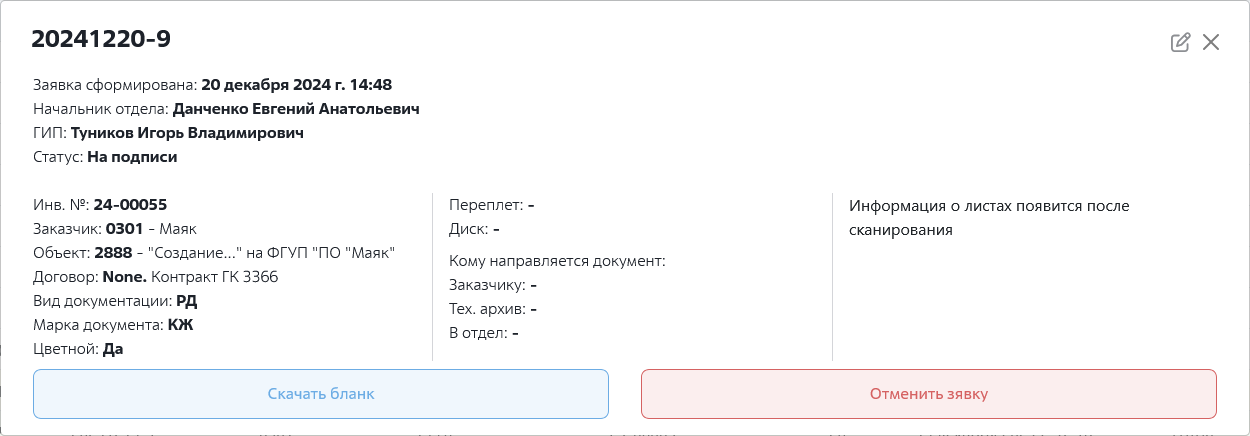 20241220-9
Заявка сформирована: 20 декабря 2024 г. 14:48
Начальник отдела: Данченко Евгений Анатольевич
ГИП: Туников Игорь Владимирович
Статус: На подписи
Инв. №: 24-00055
Заказчик: 0301 - Маяк
Объект: 2888 - "Создание..." на ФГУП "ПО "Маяк"
Договор: None. Контракт ГК 3366
Вид документации: РД
Марка документа: КЖ
Цветной: Да
Переплет: -
Диск: -
Кому направляется документ:
Заказчику: -
Тех. архив: -
В отдел: -
Информация о листах появится после
сканирования
Скачать бланк
Отменить зявку